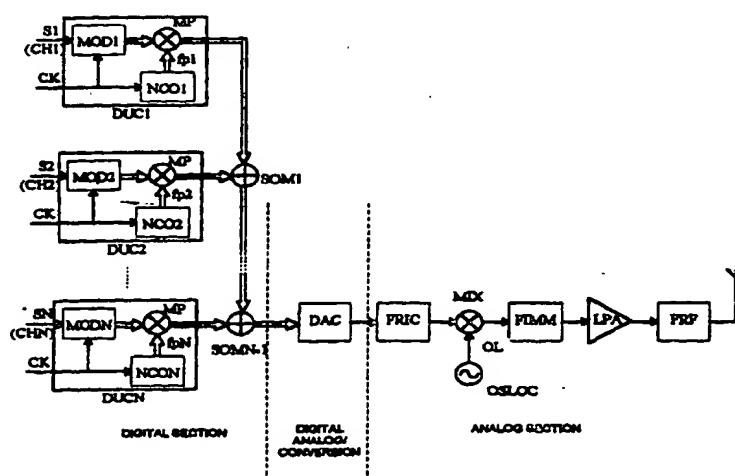 S1
MOD1
MP
(CH1)
fp1
CK
NCO1
DUC1
S2
MOD2
MP
(CH2)
fp2
SOM1
CK
NCO2
DUC2
SN
MODN
MP
(CHN)
fpN
SOMN-1
CK
NCON
DUCN
DAC
FRIC
MIX
OL
OSLOC
FIMM
LPA
FRF
DIGITAL SECTION
DIGITAL
ANALOG/
CONVERSION
ANALOG SECTION